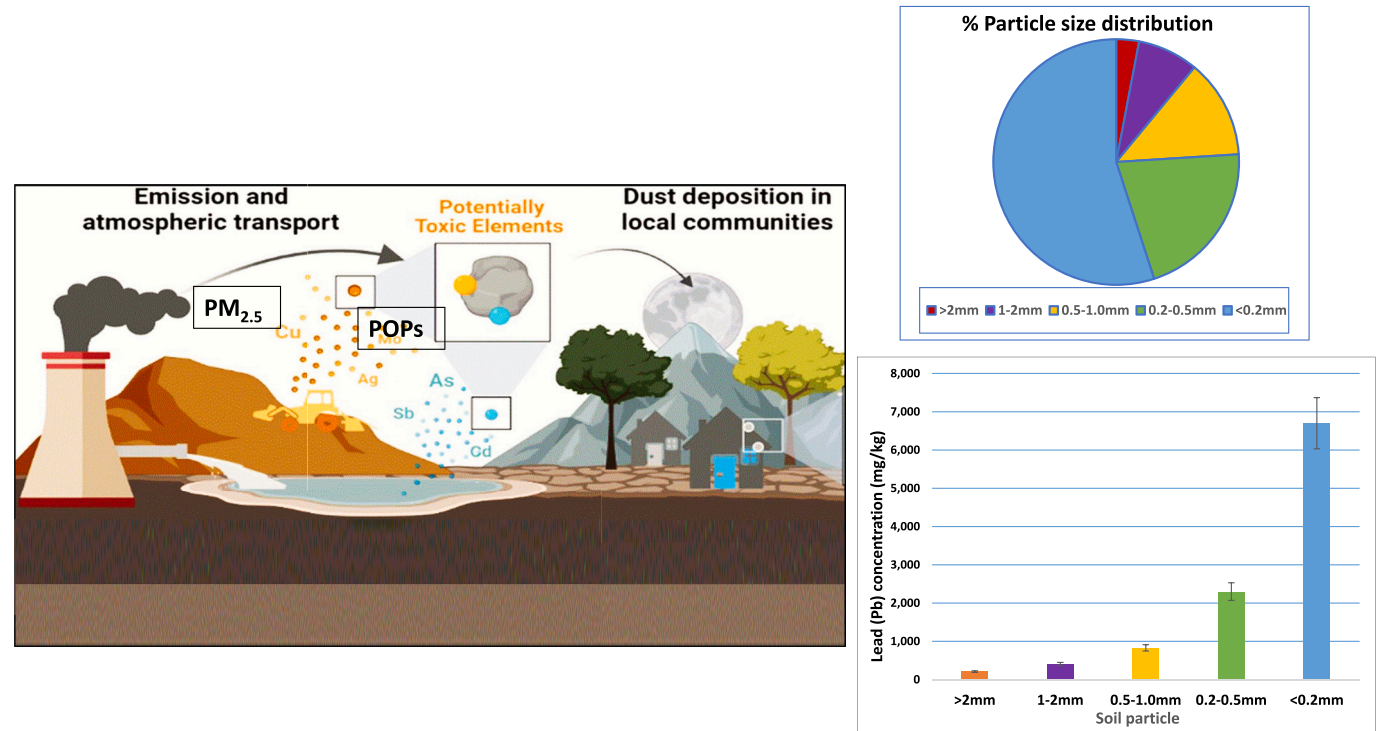 Emission and
atmospheric transport
Potentially
Toxic Elements
Dust deposition in
local communities
PM2.5
POPs
Cu
Mo
Ag
As
Sb
Cd
% Particle size distribution
>2mm 1-2mm 0.5-1.0mm 0.2-0.5mm <0.2mm
Lead (Pb) concentration (mg/kg)
8,000
7,000
6,000
5,000
4,000
3,000
2,000
1,000
0
>2mm 1-2mm 0.5-1.0mm 0.2-0.5mm <0.2mm
Soil particle